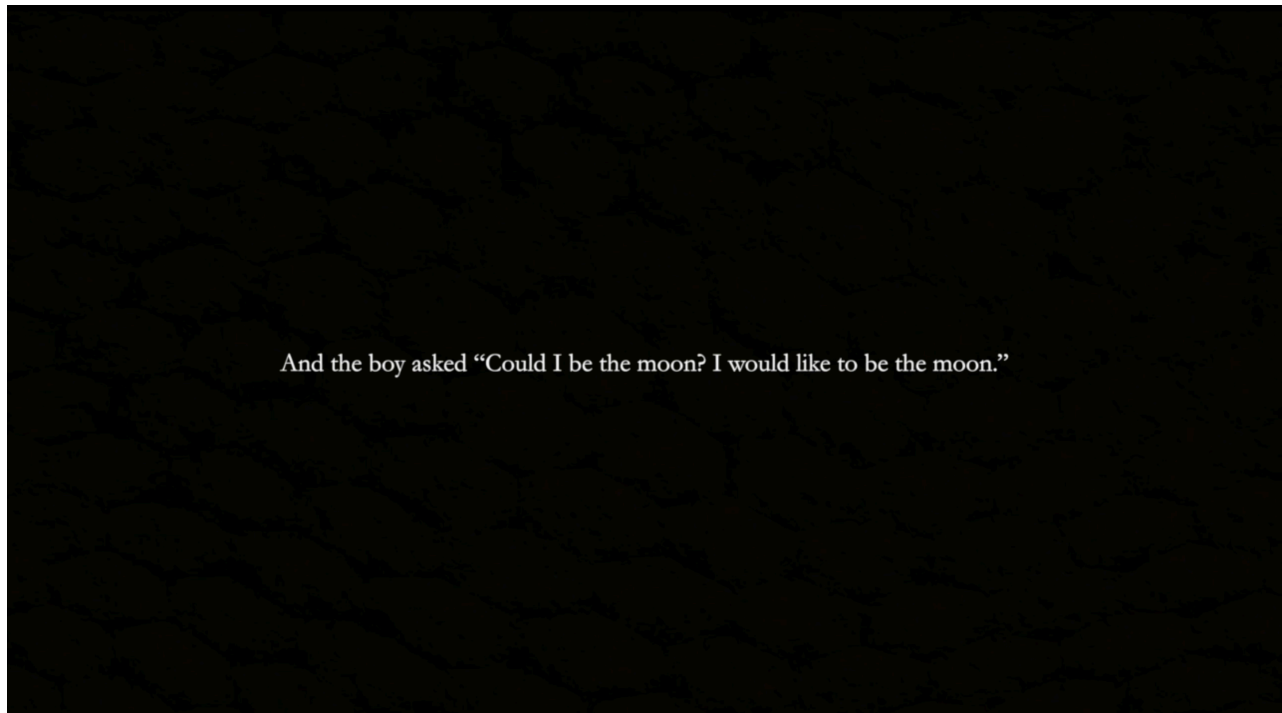 And the boy asked “Could I be the moon? I would like to be the moon.”